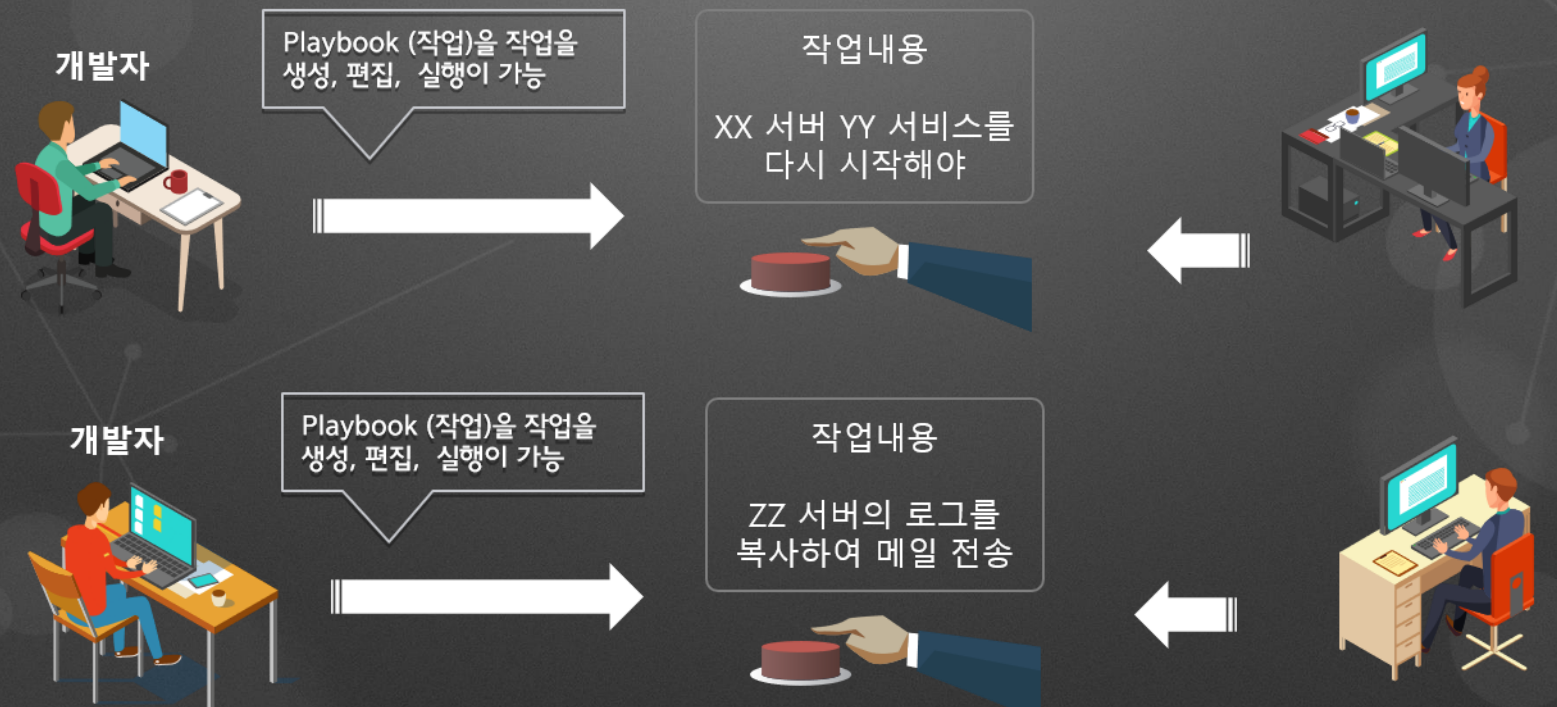 개발자
Playbook (작업)을 작업을
생성, 편집, 실행이 가능
작업내용
XX 서버 YY 서비스를
다시 시작해야
개발자
Playbook (작업)을 작업을
생성, 편집, 실행이 가능
작업내용
ZZ 서버의 로그를
복사하여 메일 전송